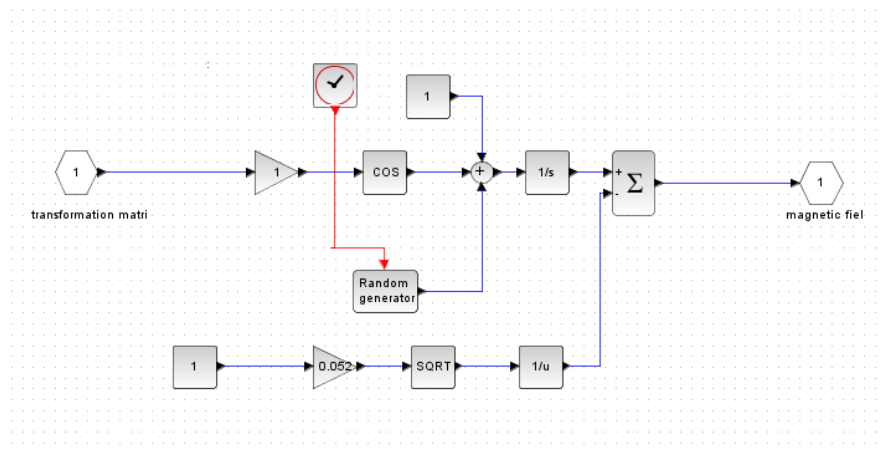 1
1
1
COS
+
1/s
+
-
Σ
1
transformation matri
magnetic fiel
Random
generator
1
0.052
SQRT
1/u